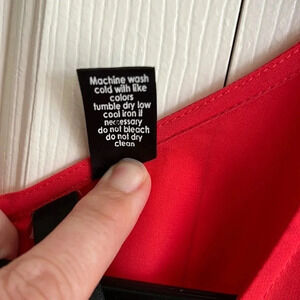 Machine wash
cold with like
colors
tumble dry low
cool iron if
necessary
do not bleach
do not dry
clean